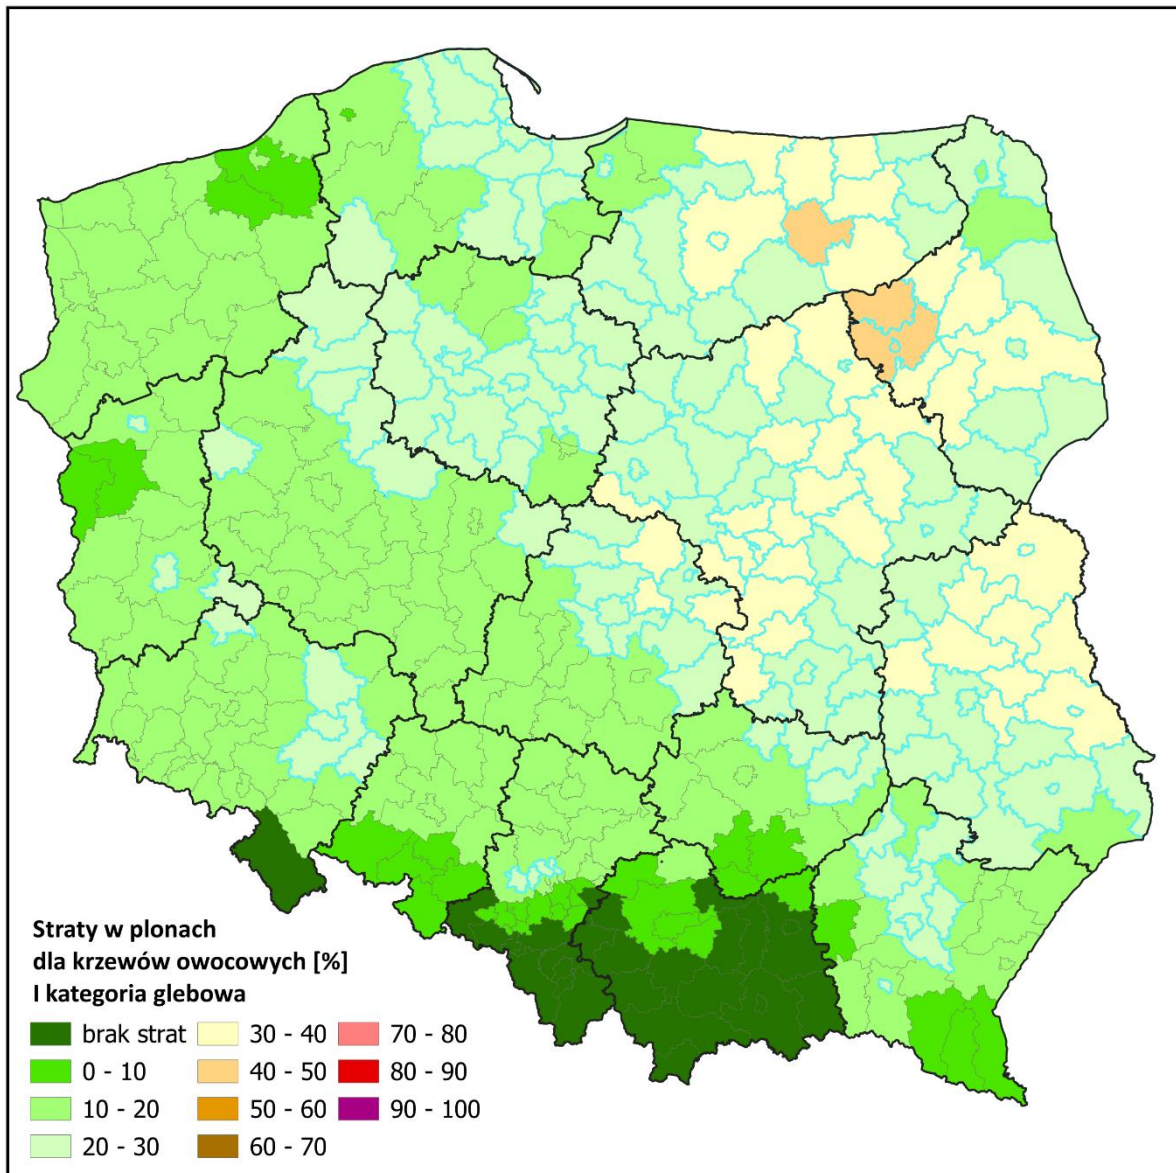 Straty w plonach
dla krzewów owocowych [%]
I kategoria glebowa
brak strat
0 - 10
10 - 20
20 - 30
30 - 40
40 - 50
50 - 60
60 - 70
70 - 80
80 - 90
90 - 100